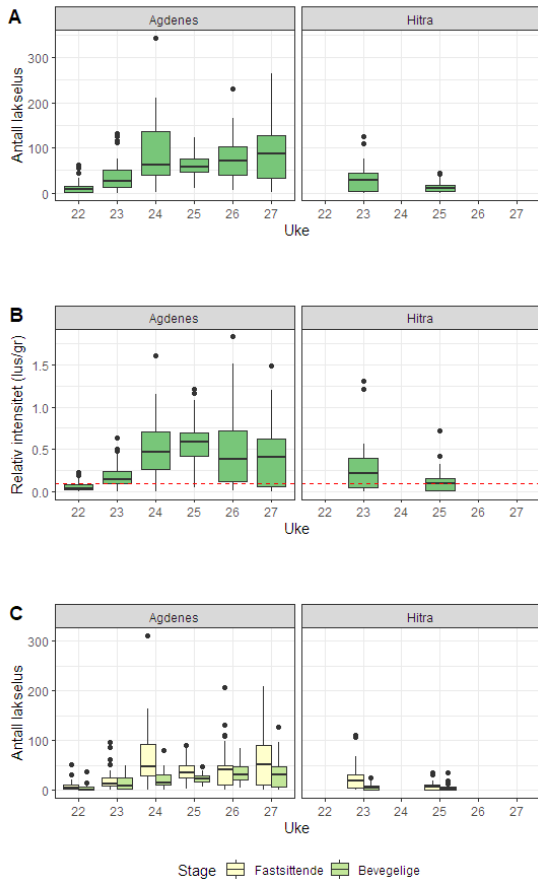 A
Agdenes Hitra
Antall lakselus
300
200
100
0
22 23 24 25 26 27 22 23 24 25 26 27
Uke
B
Agdenes Hitra
Relativ intensitet (lus/gr)
1.5
1.0
0.5
0.0
22 23 24 25 26 27 22 23 24 25 26 27
Uke
C
Agdenes Hitra
Antall lakselus
300
200
100
0
22 23 24 25 26 27 22 23 24 25 26 27
Uke
Stage Fastsittende Bevegelige